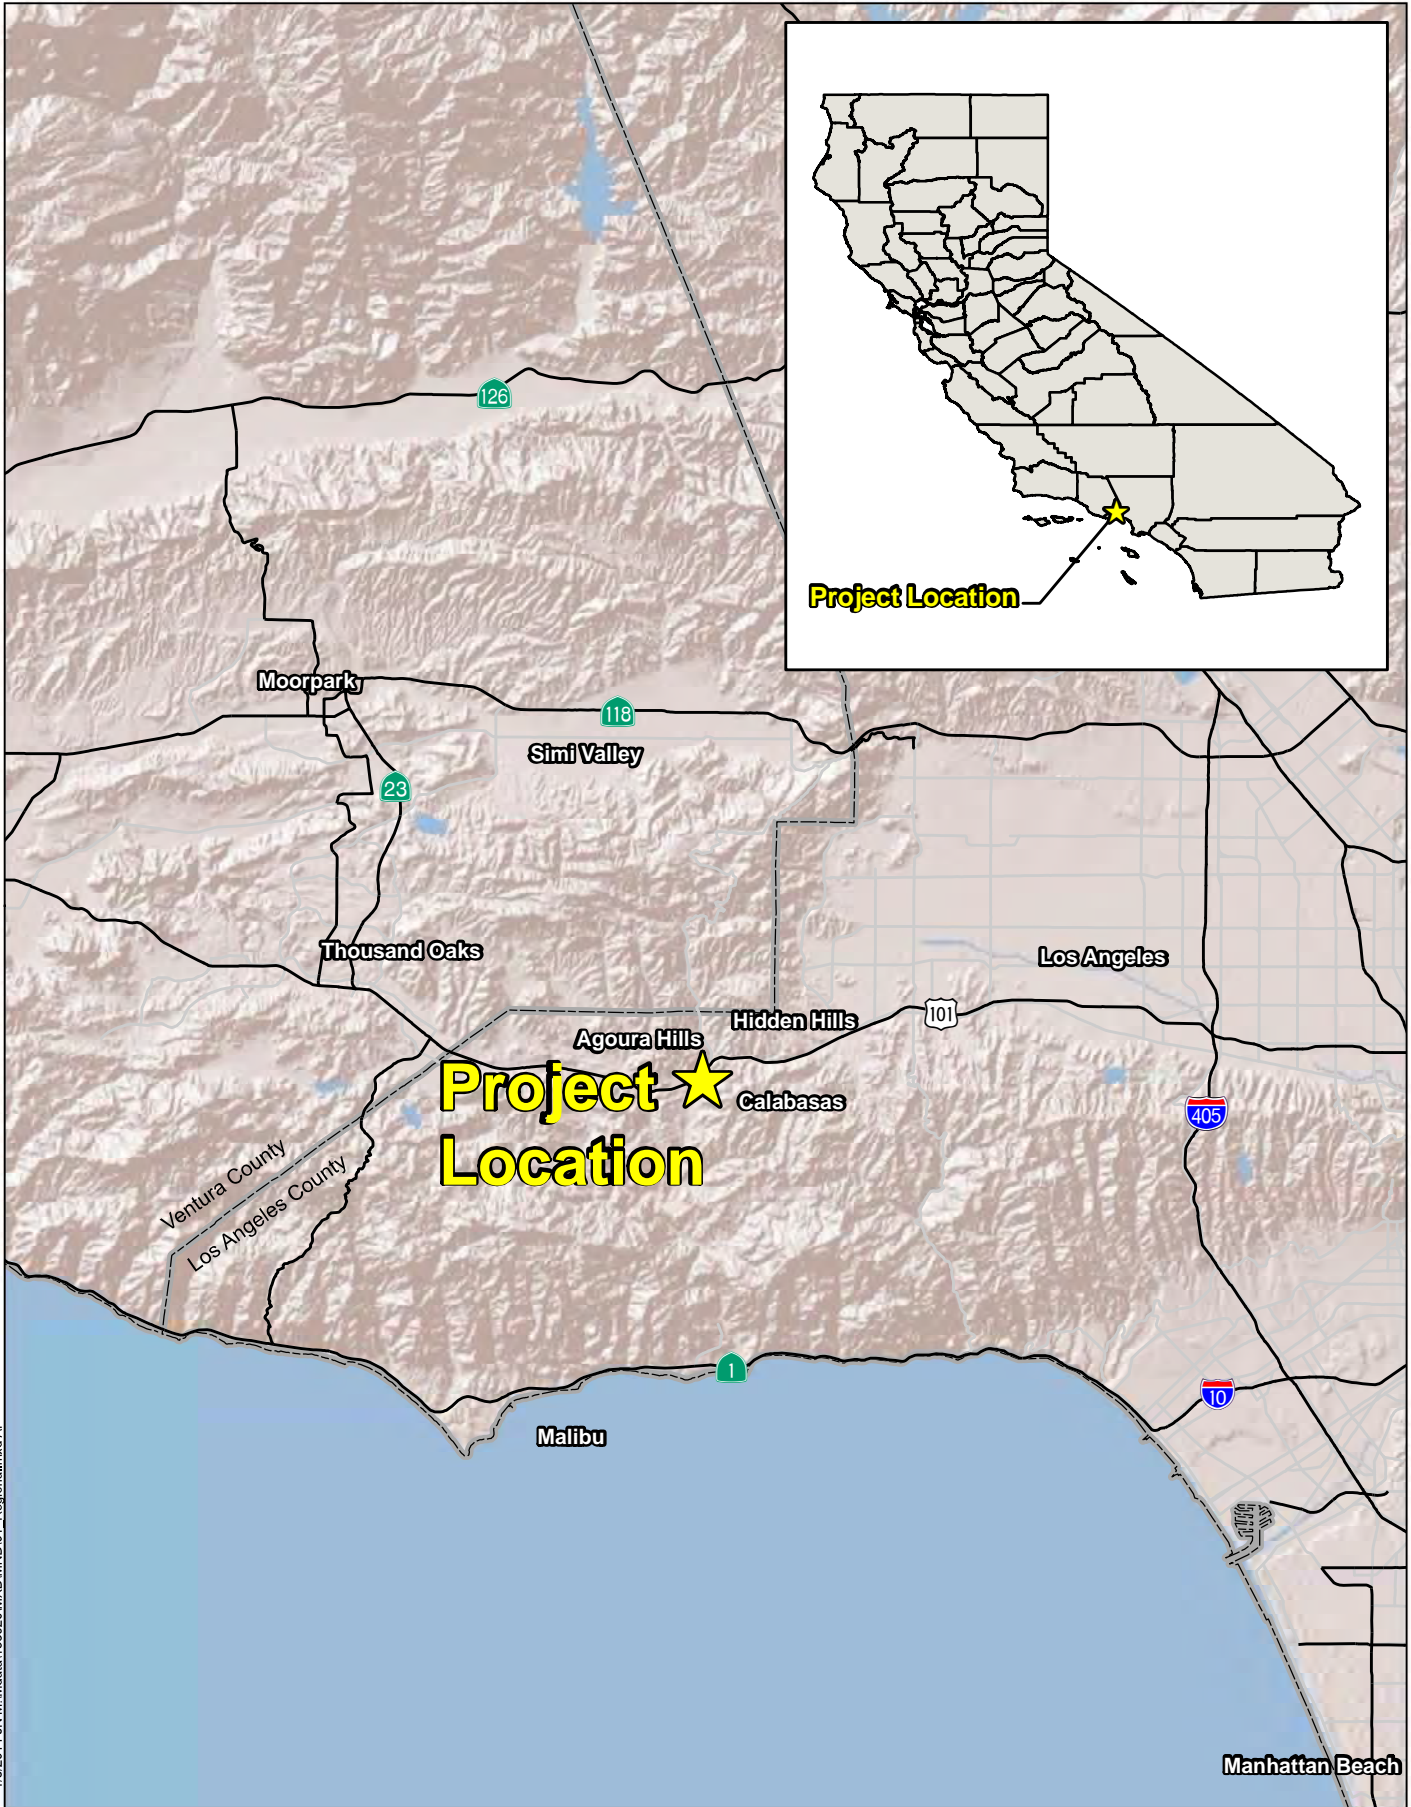 Project Location
126
Moorpark
118
Simi Valley
23
Thousand Oaks
Los Angeles
101
Hidden Hills
Agoura Hills
Project
Location
Calabasas
405
Ventura County
Los Angeles County
1
10
Malibu
Manhattan Beach